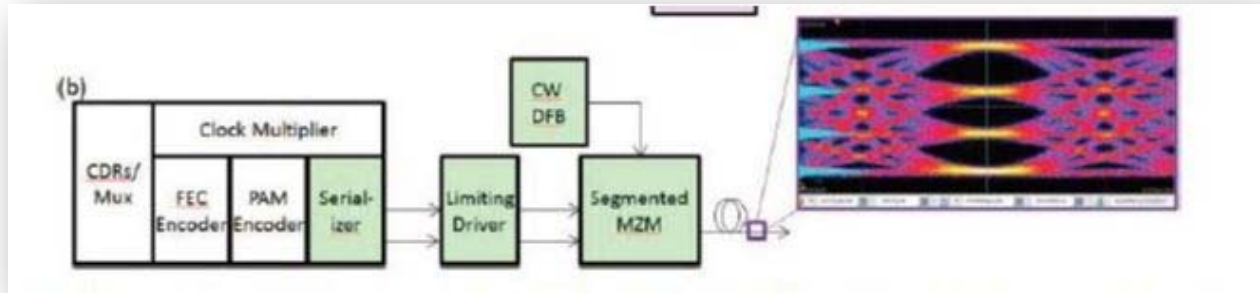 (b)
CW
DFB
Clock Multiplier
CDRs/
Mux
FEC
Encoder
PAM
Encoder
Serial-
izer
Limiting
Driver
Segmented
MZM